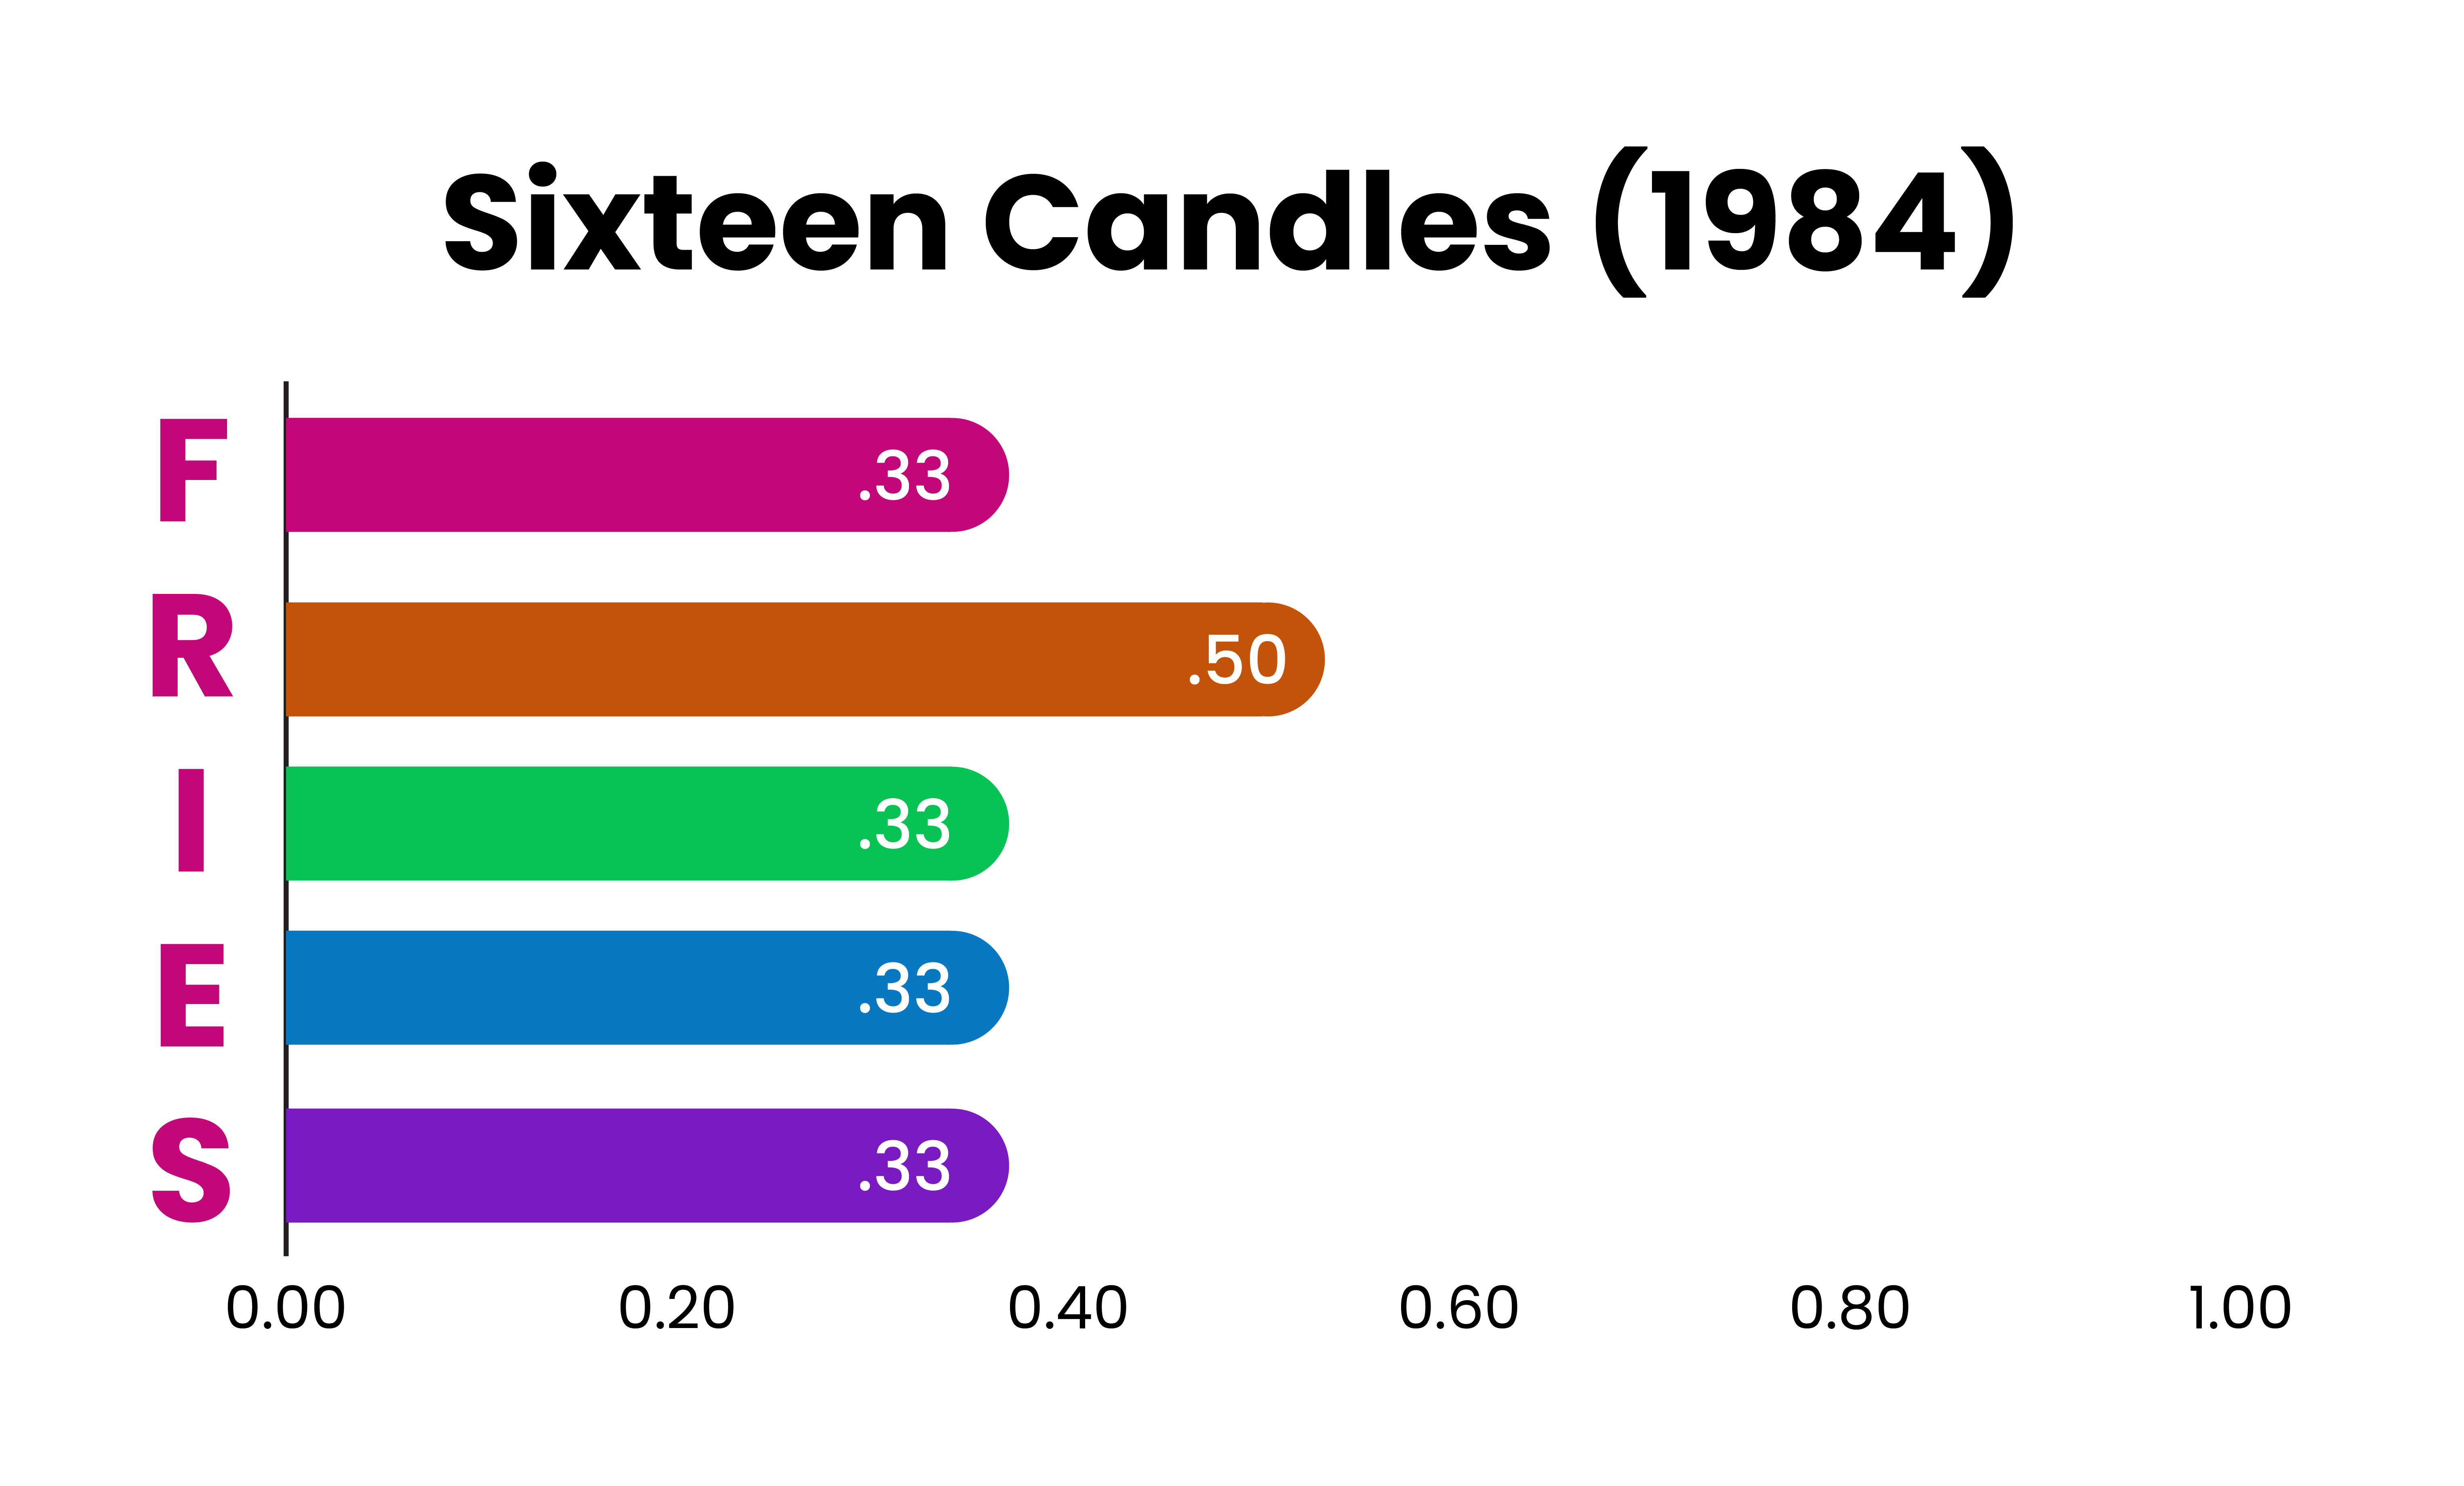 Sixteen Candles (1984)
F .33
R .50
I .33
E .33
S .33
0.00 0.20 0.40 0.60 0.80 1.00